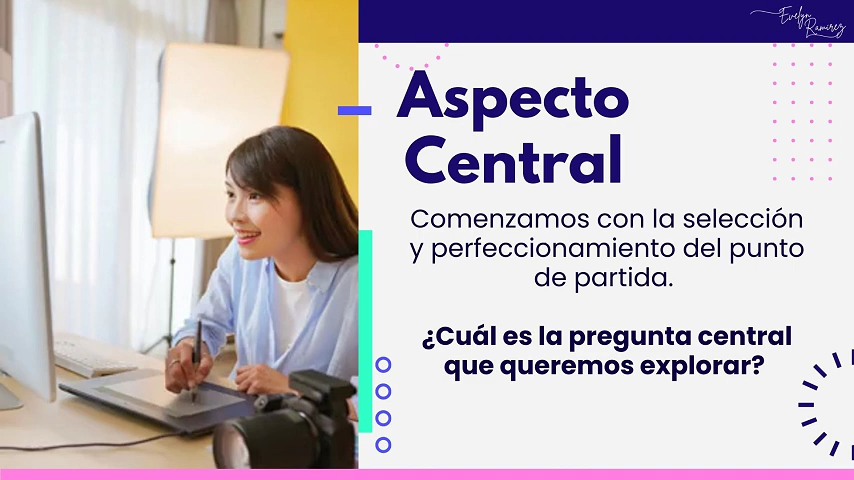 Evelyn
Ramirez
Aspecto
Central
Comenzamos con la selección
y perfeccionamiento del punto
de partida.
¿Cuál es la pregunta central
que queremos explorar?